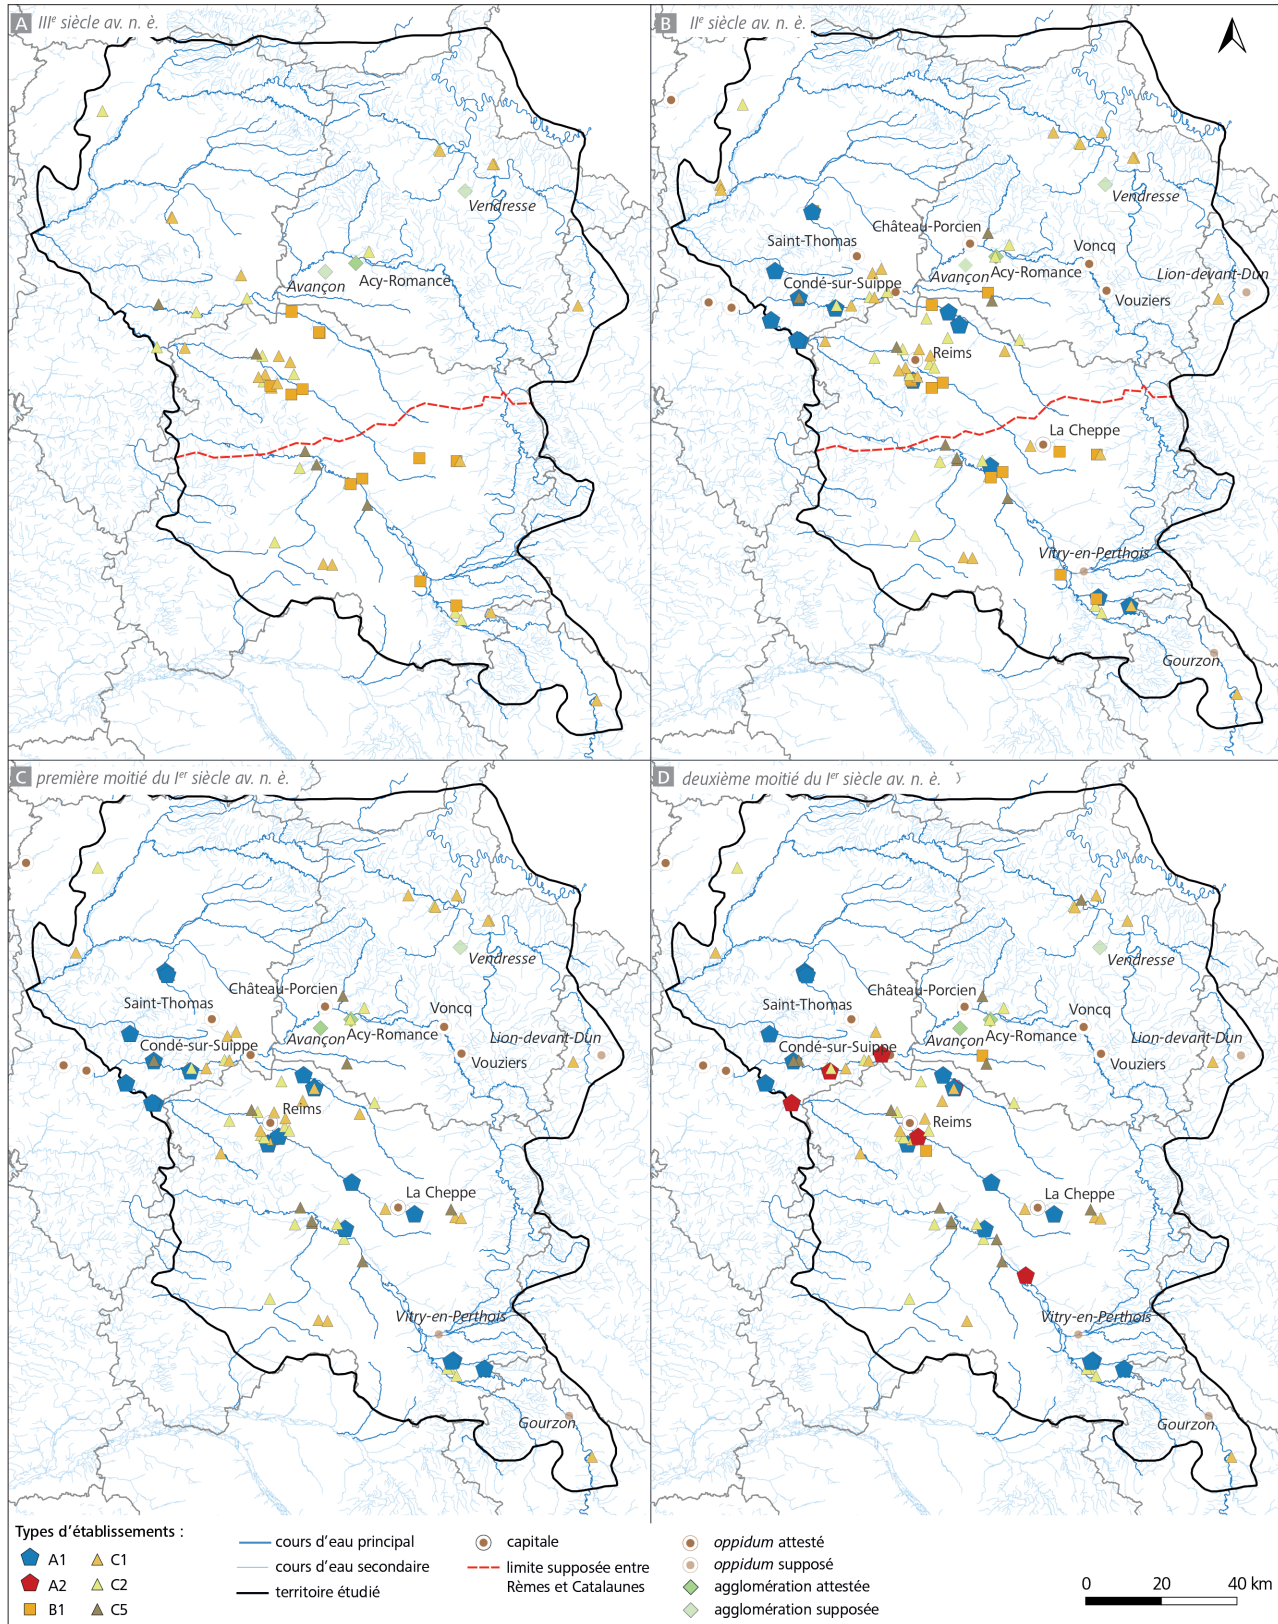 A IIIe siècle av. n. è.
Vendresse
Avançon
Acy-Romance
B IIe siècle av. n. è.
Vendresse
Château-Porcien
Saint-Thomas
Voncq
Avançon
Acy-Romance
Lion-devant-Dun
Condé-sur-Suippe
Vouziers
Reims
La Cheppe
Vitry-en-Perthois
Gourzon
C première moitié du Ier siècle av. n. è.
Vendresse
Château-Porcien
Saint-Thomas
Voncq
Avançon
Acy-Romance
Lion-devant-Dun
Condé-sur-Suippe
Vouziers
Reims
La Cheppe
Vitry-en-Perthois
Gourzon
D deuxième moitié du Ier siècle av. n. è.
Vendresse
Château-Porcien
Saint-Thomas
Voncq
Avançon
Acy-Romance
Lion-devant-Dun
Condé-sur-Suippe
Vouziers
Reims
La Cheppe
Vitry-en-Perthois
Gourzon
Types d'établissements :
A1
A2
B1
C1
C2
C5
cours d'eau principal
cours d'eau secondaire
territoire étudié
capitale
limite supposée entre
Rèmes et Catalaunes
oppidum attesté
oppidum supposé
agglomération attestée
agglomération supposée
0 20 40 km